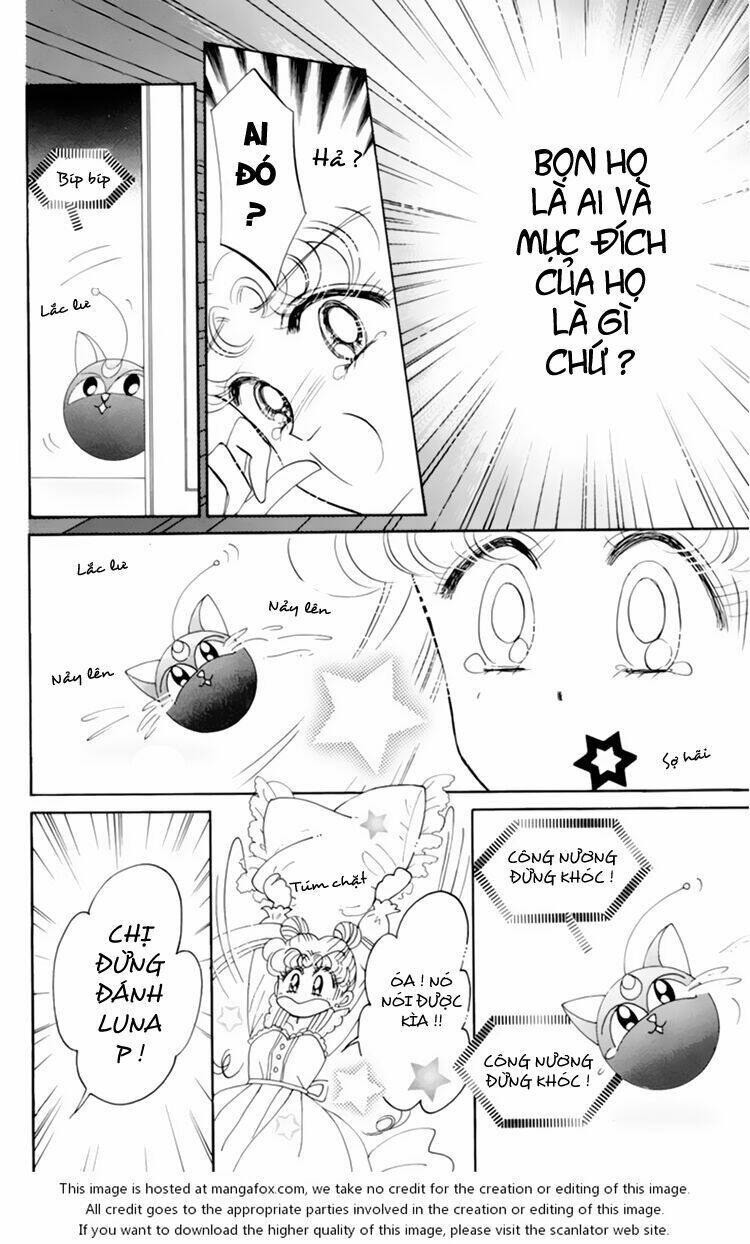 BỌN HỌ
LÀ AI VÀ
MỤC ĐÍCH
CỦA HỌ
LÀ GÌ
CHỨ ?
Hả ?
AI
ĐÓ
?
Bíp bíp
Lắc lư
Lắc lư
Nảy lên
Nảy lên
Sợ hãi
CÔNG NƯƠNG
ĐỪNG KHÓC !
CÔNG NƯƠNG
ĐỪNG KHÓC !
Túm chặt
ÓA ! NÓ
NÓI ĐƯỢC
KÌA !!
CHỊ
ĐỪNG
ĐÁNH
LUNA
P !
This image is hosted at mangafox.com, we take no credit for the creation or editing of this image.
All credit goes to the appropriate parties involved in the creation or editing of this image.
If you want to download the higher quality of this image, please visit the scanlator web site.